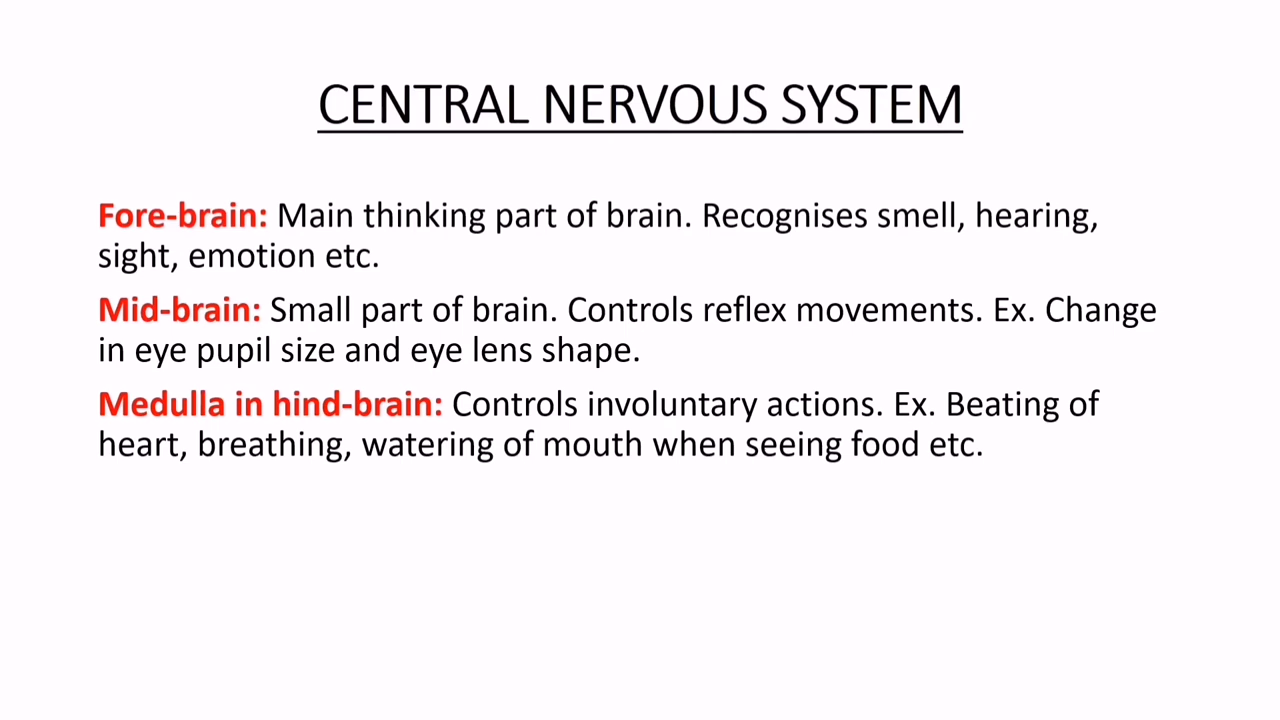 CENTRAL NERVOUS SYSTEM
Fore-brain: Main thinking part of brain. Recognises smell, hearing,
sight, emotion etc.
Mid-brain: Small part of brain. Controls reflex movements. Ex. Change
in eye pupil size and eye lens shape.
Medulla in hind-brain: Controls involuntary actions. Ex. Beating of
heart, breathing, watering of mouth when seeing food etc.